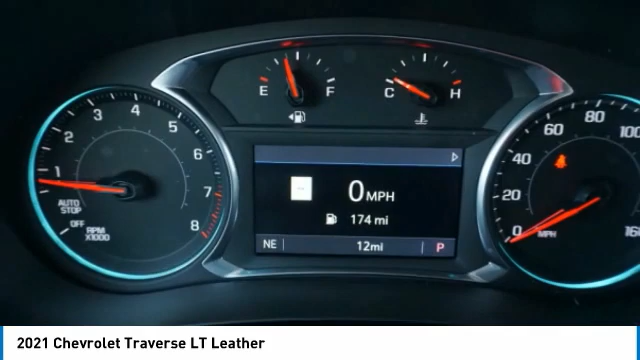 E F
C H
1 2 3 4 5 6 7 8
AUTO
STOP
OFF
RPM
X1000
0 MPH
174 mi
NE 12mi P
0 20 40 60 80 100 160
MPH
2021 Chevrolet Traverse LT Leather